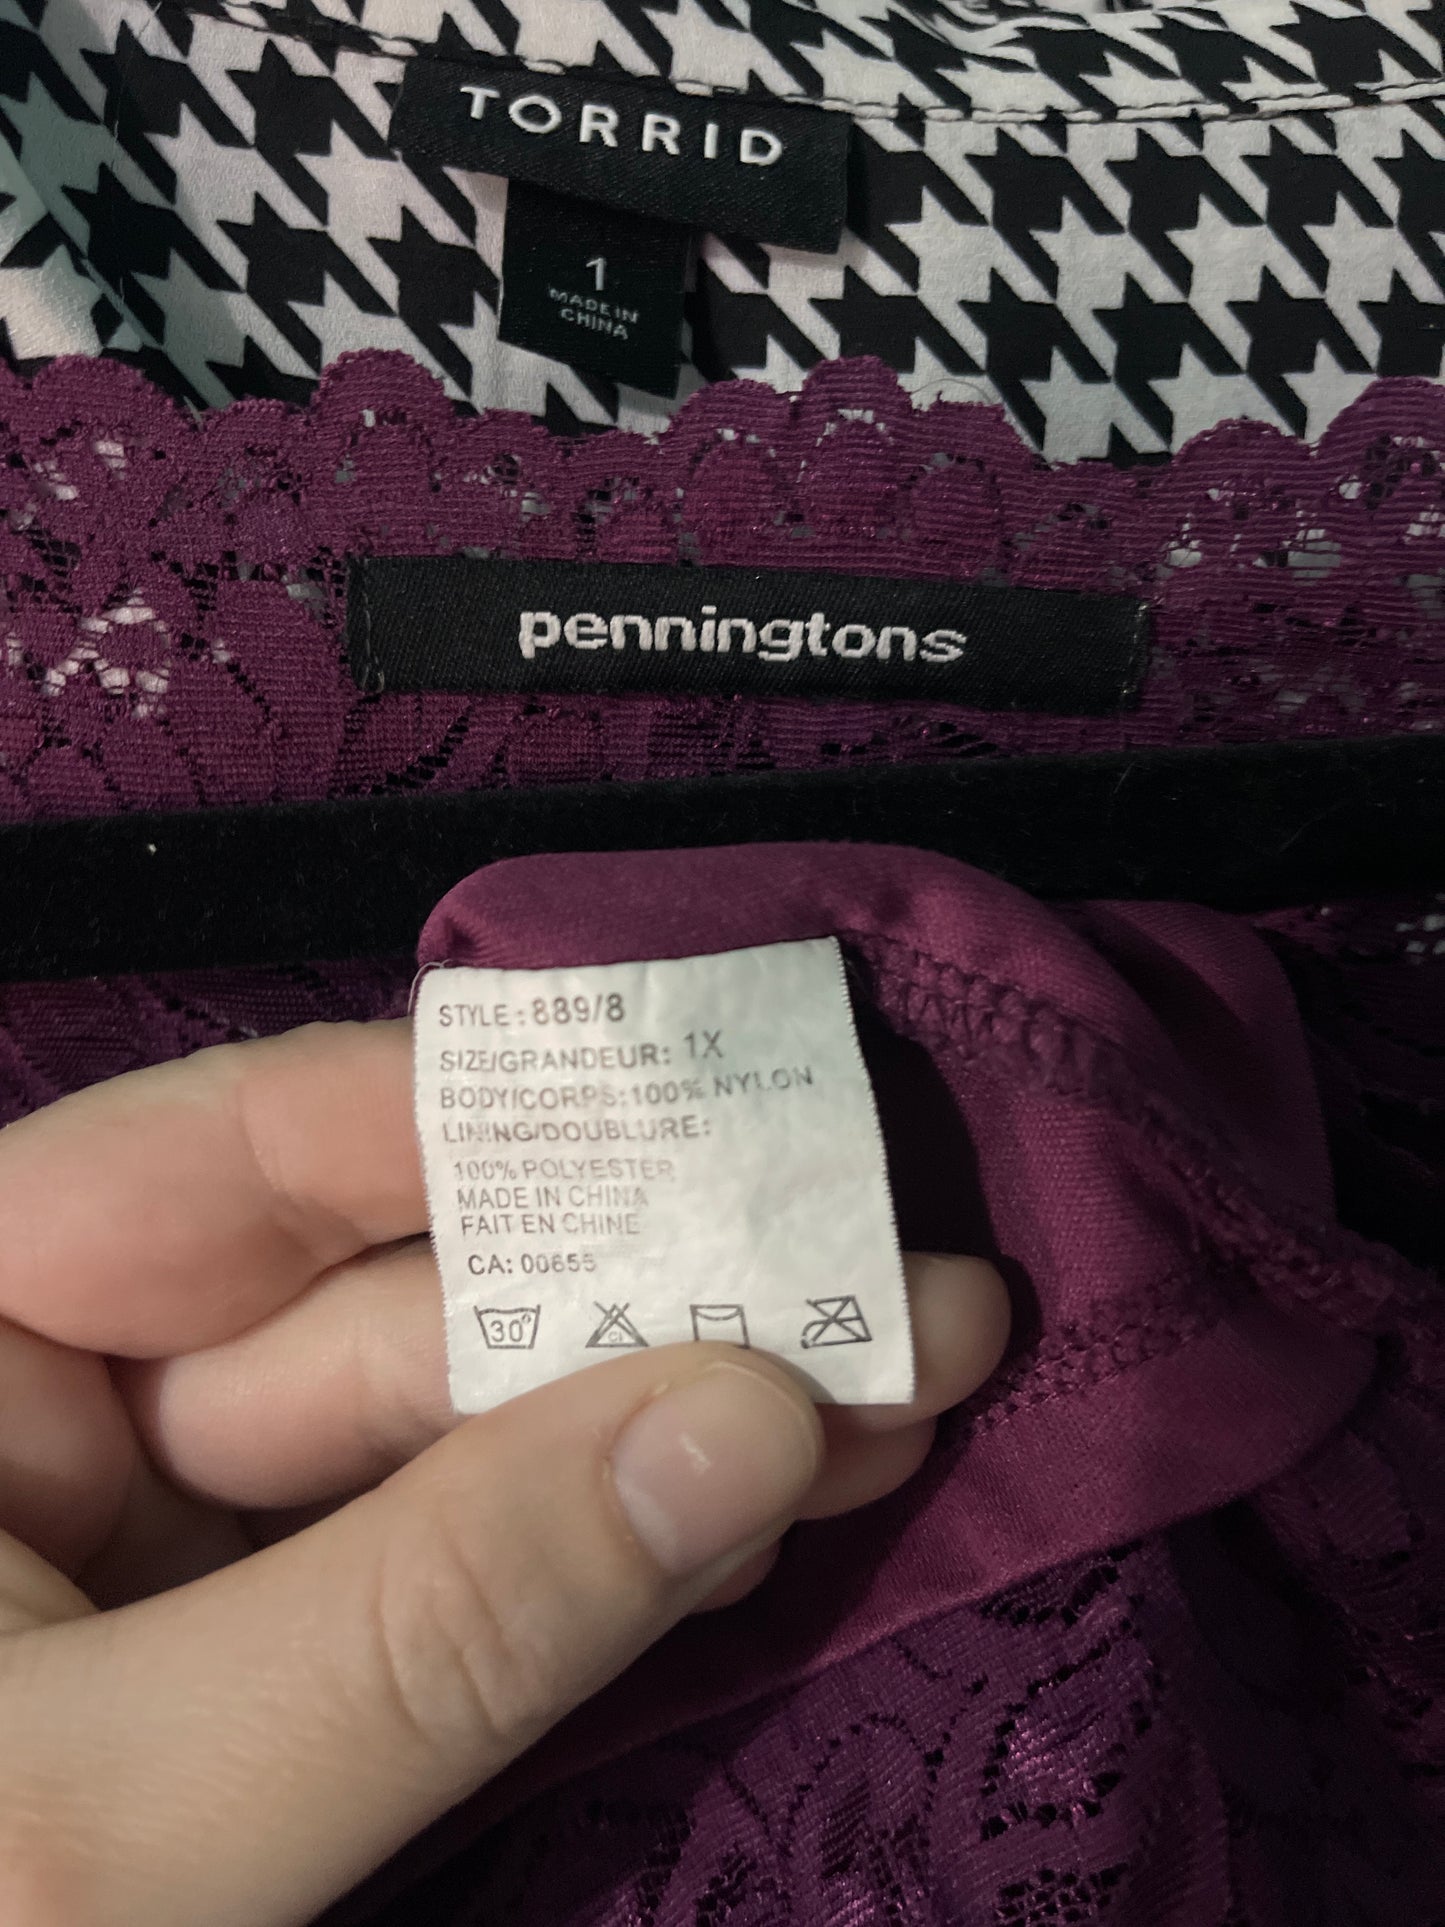 TORRID
1
MADE IN
CHINA
penningtons
STYLE: 889/8
SIZE/GRANDEUR: 1X
BODY/CORPS: 100% NYLON
LINING/DOUBLURE:
100% POLYESTER
MADE IN CHINA
FAIT EN CHINE
CA: 00655
30°
Cl